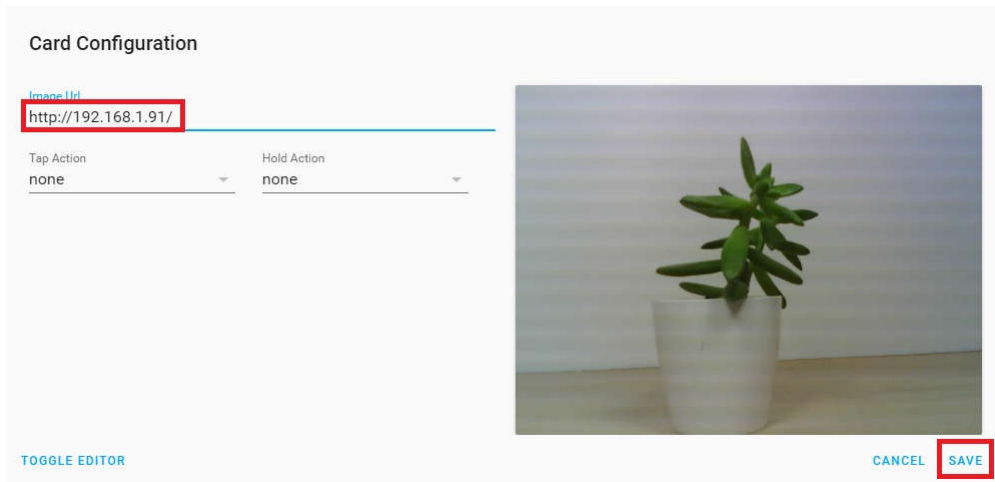 Card Configuration
Image Url
http://192.168.1.91/
Tap Action
Hold Action
none
none
TOGGLE EDITOR
CANCEL
SAVE